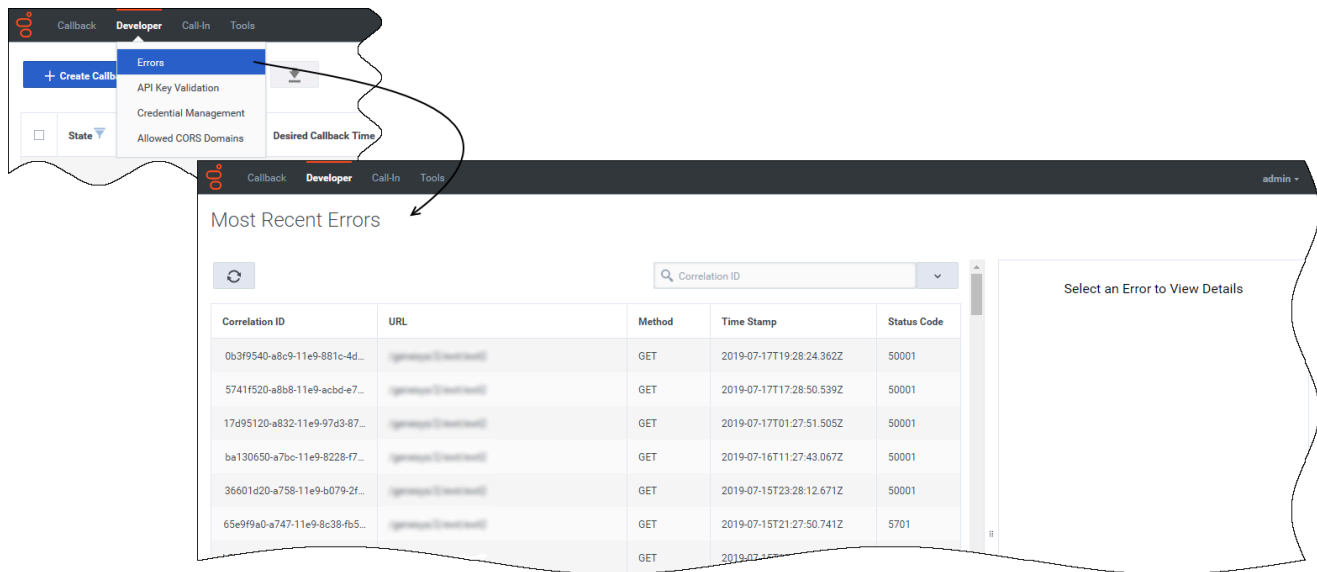 Callback Developer Call-In Tools
Errors
+ Create Callb
API Key Validation
Credential Management
State Desired Callback Time
Allowed CORS Domains
Callback Developer Call-In Tools admin
Most Recent Errors
Correlation ID
Select an Error to View Details
Correlation ID URL Method Time Stamp Status Code
0b3f9540-a8c9-11e9-881c-4d... GET 2019-07-17T19:28:24.362Z 50001
5741f520-a8b8-11e9-acbd-e7... GET 2019-07-17T17:28:50.539Z 50001
17d95120-a832-11e9-97d3-87... GET 2019-07-17T01:27:51.505Z 50001
ba130650-a7bc-11e9-8228-f7... GET 2019-07-16T11:27:43.067Z 50001
36601d20-a758-11e9-b079-2f... GET 2019-07-15T23:28:12.671Z 50001
65e9f9a0-a747-11e9-8c38-fb5... GET 2019-07-15T21:27:50.741Z 5701
GET